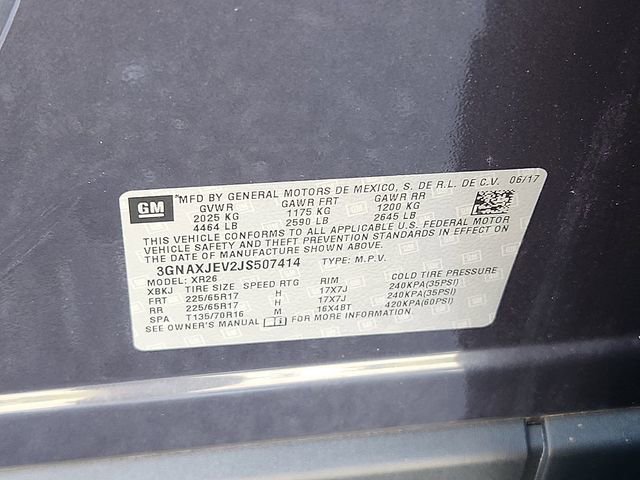 GM *MFD BY GENERAL MOTORS DE MEXICO, S. DE R.L. DE C.V. 06/17
GVWR GAWR FRT GAWR RR
2025 KG 1175 KG 1200 KG
4464 LB 2590 LB 2645 LB
THIS VEHICLE CONFORMS TO ALL APPLICABLE U.S. FEDERAL MOTOR
VEHICLE SAFETY AND THEFT PREVENTION STANDARDS IN EFFECT ON
THE DATE OF MANUFACTURE SHOWN ABOVE.
3GNAXJEV2JS507414 TYPE: M.P.V.
MODEL: XR26
XBKJ TIRE SIZE SPEED RTG RIM COLD TIRE PRESSURE
FRT 225/65R17 H 17X7J 240KPA(35PSI)
RR 225/65R17 H 17X7J 240KPA(35PSI)
SPA T135/70R16 M 16X4BT 420KPA(60PSI)
SEE OWNER'S MANUAL FOR MORE INFORMATION.